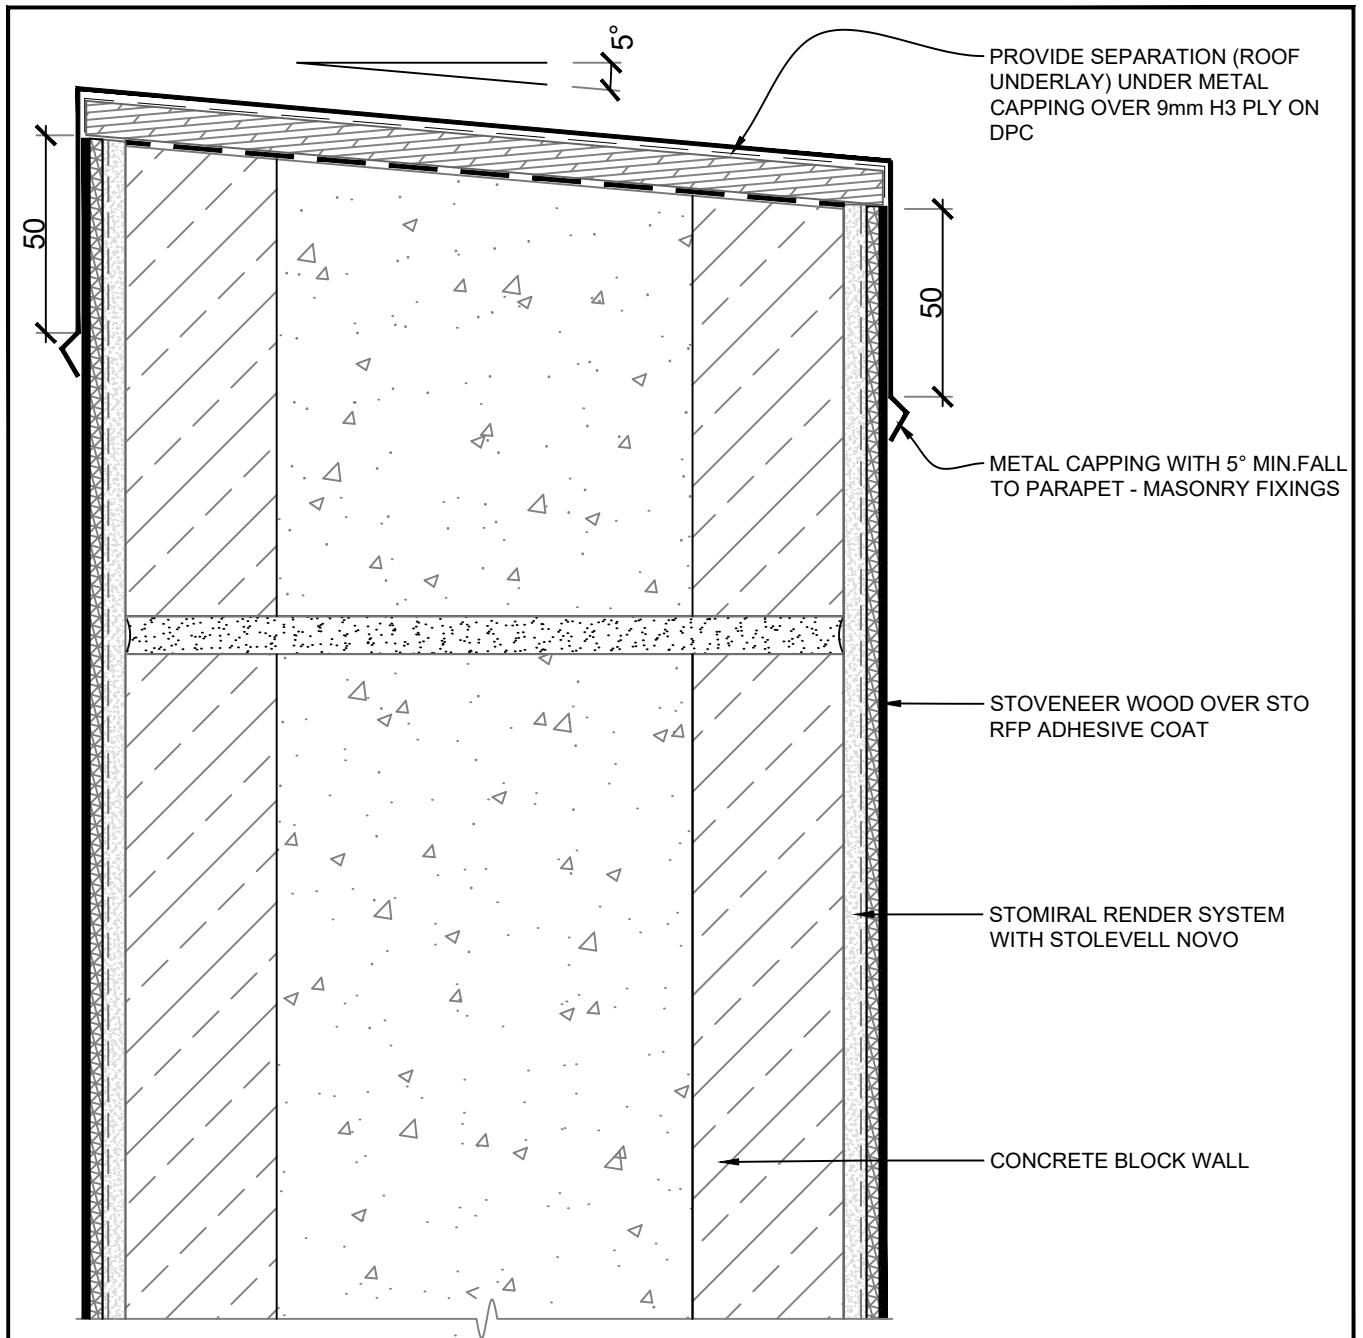 5°
PROVIDE SEPARATION (ROOF
UNDERLAY) UNDER METAL
CAPPING OVER 9mm H3 PLY ON
DPC
50
50
METAL CAPPING WITH 5° MIN.FALL
TO PARAPET - MASONRY FIXINGS
STOVENEER WOOD OVER STO
RFP ADHESIVE COAT
STOMIRAL RENDER SYSTEM
WITH STOLEVELL NOVO
CONCRETE BLOCK WALL